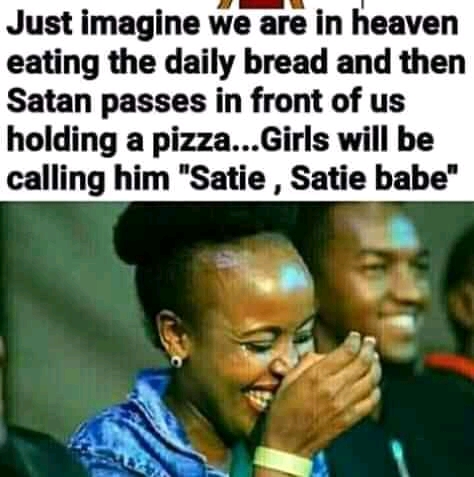 Just imagine we are in heaven
eating the daily bread and then
Satan passes in front of us
holding a pizza...Girls will be
calling him "Satie , Satie babe"